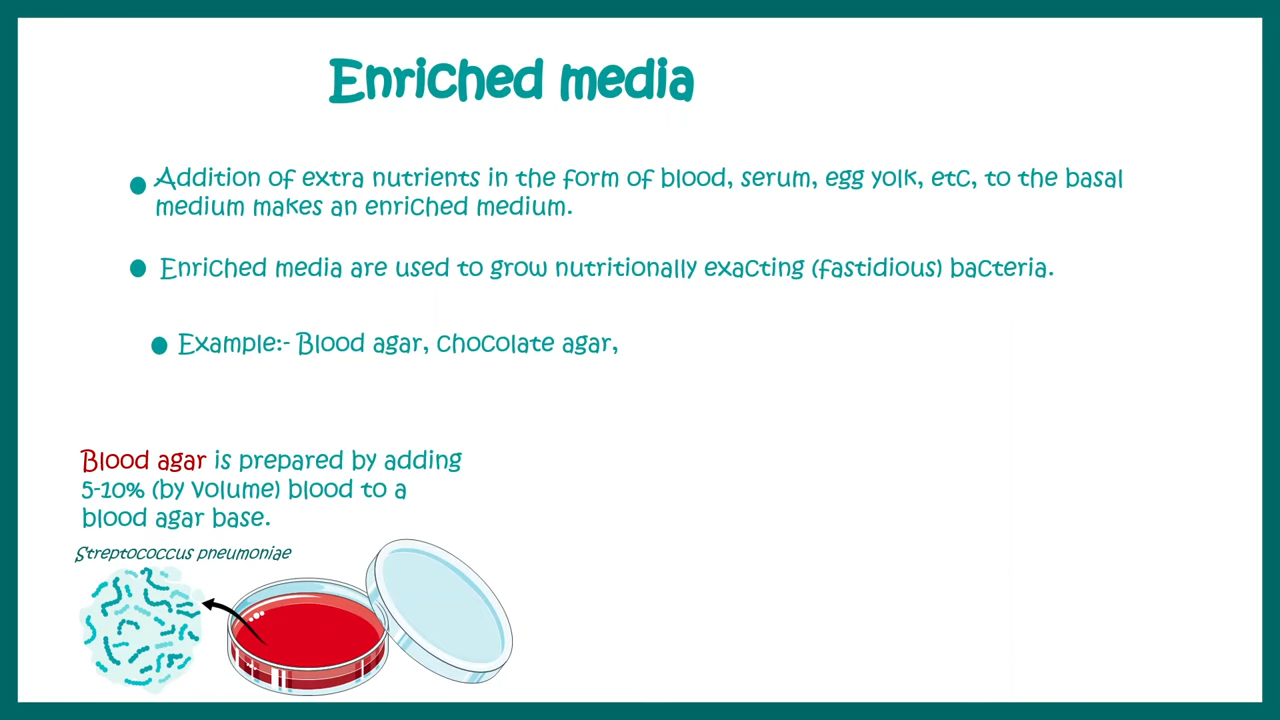 Enriched media
Addition of extra nutrients in the form of blood, serum, egg yolk, etc, to the basal
medium makes an enriched medium.
Enriched media are used to grow nutritionally exacting (fastidious) bacteria.
Example:- Blood agar, chocolate agar,
Blood agar is prepared by adding
5-10% (by volume) blood to a
blood agar base.
Streptococcus pneumoniae